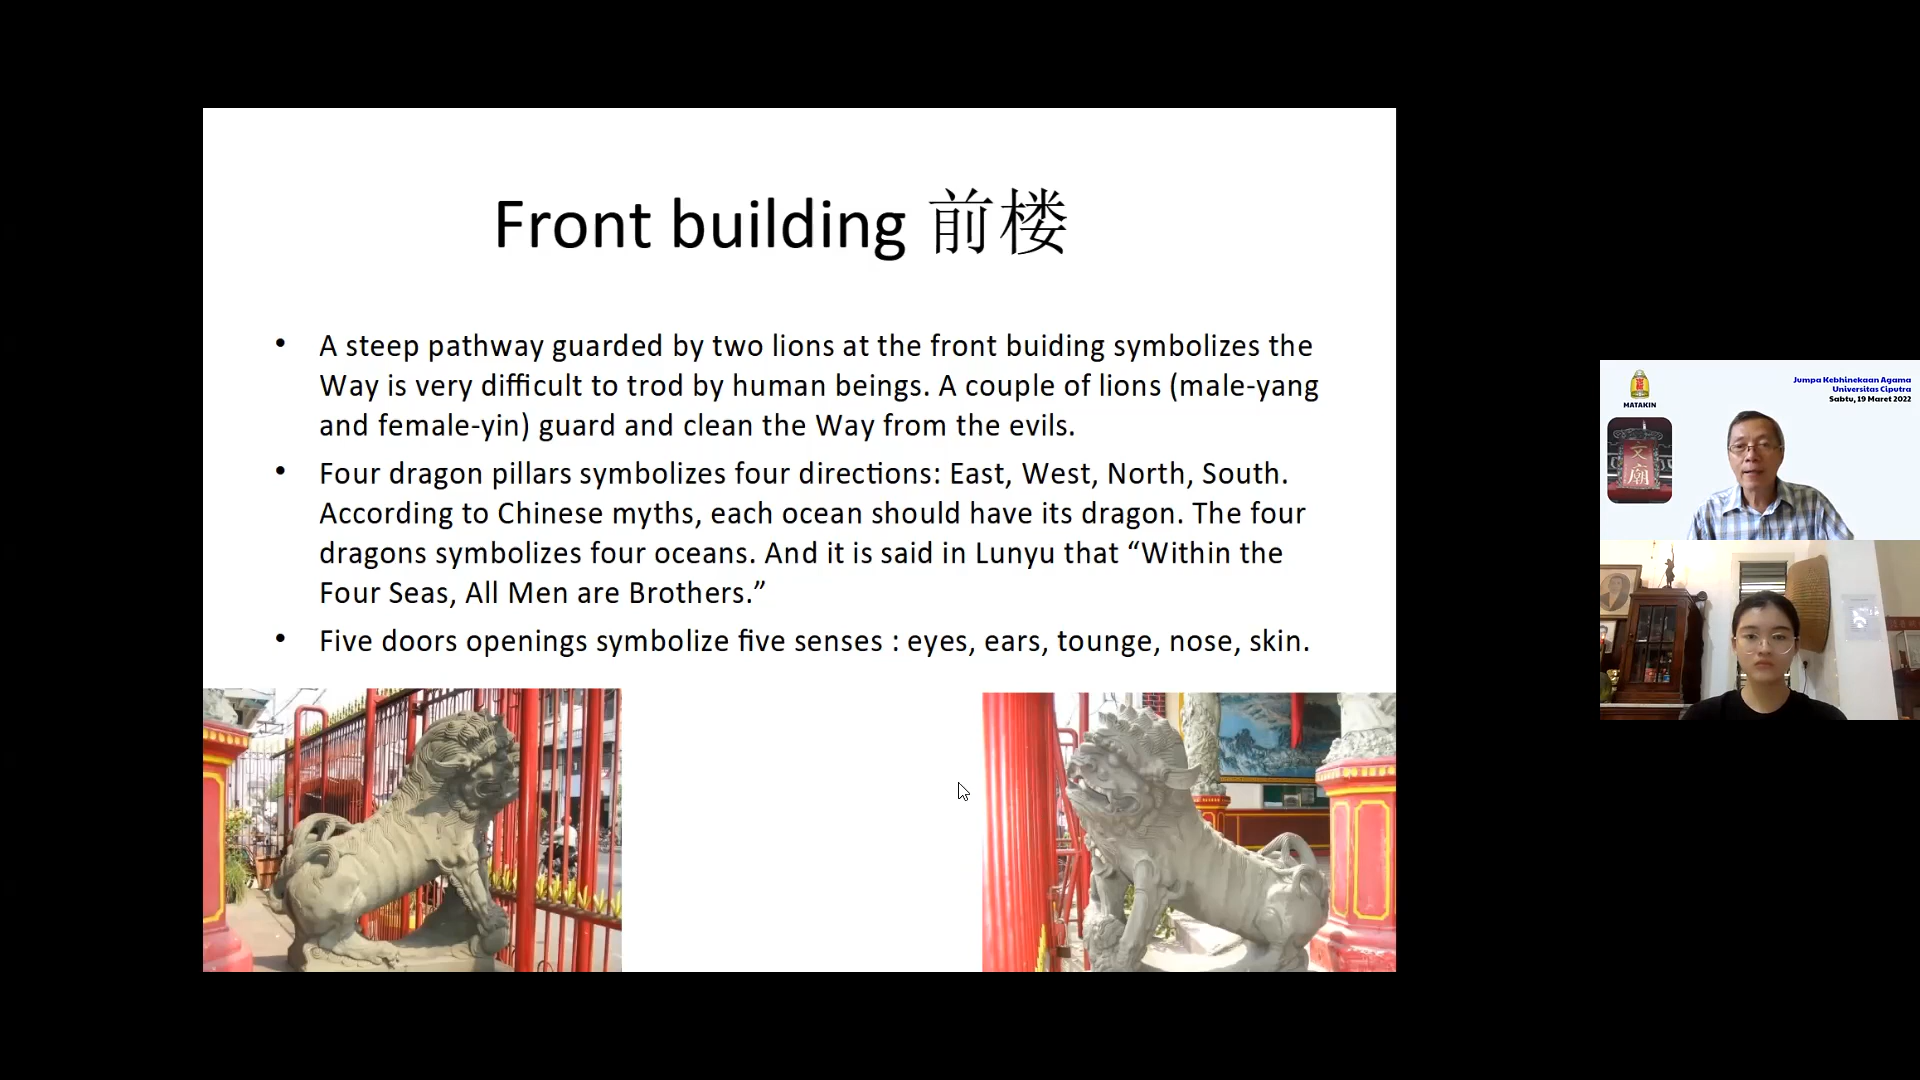 Front building 前楼
• A steep pathway guarded by two lions at the front buiding symbolizes the
Way is very difficult to trod by human beings. A couple of lions (male-yang
and female-yin) guard and clean the Way from the evils.
• Four dragon pillars symbolizes four directions: East, West, North, South.
According to Chinese myths, each ocean should have its dragon. The four
dragons symbolizes four oceans. And it is said in Lunyu that “Within the
Four Seas, All Men are Brothers.”
• Five doors openings symbolize five senses : eyes, ears, tounge, nose, skin.
MATAKIN
Jumpa Kebhinekaan Agama
Universitas Ciputra
Sabtu, 19 Maret 2022
文
廟